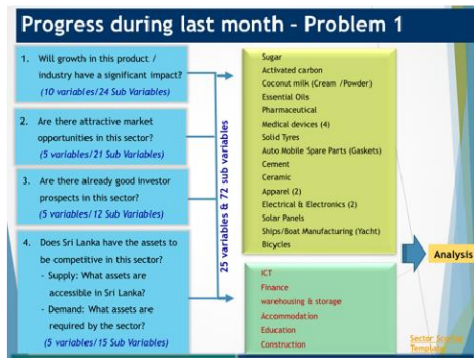 Progress during last month - Problem 1
1. Will growth in this product /
industry have a significant impact?
(10 variables/24 Sub Variables)
2. Are there attractive market
opportunities in this sector?
(5 variables/21 Sub Variables)
3. Are there already good investor
prospects in this sector?
(5 variables/12 Sub Variables)
4. Does Sri Lanka have the assets to
be competitive in this sector?
- Supply: What assets are
accessible in Sri Lanka?
- Demand: What assets are
required by the sector?
(5 variables/15 Sub Variables)
25 variables & 72 sub variables
Sugar
Activated carbon
Coconut milk (Cream /Powder)
Essential Oils
Pharmaceutical
Medical devices (4)
Solid Tyres
Auto Mobile Spare Parts (Gaskets)
Cement
Ceramic
Apparel (2)
Electrical & Electronics (2)
Solar Panels
Ships/Boat Manufacturing (Yacht)
Bicycles
ICT
Finance
warehousing & storage
Accommodation
Education
Construction
Analysis
Sector Scoring
Template